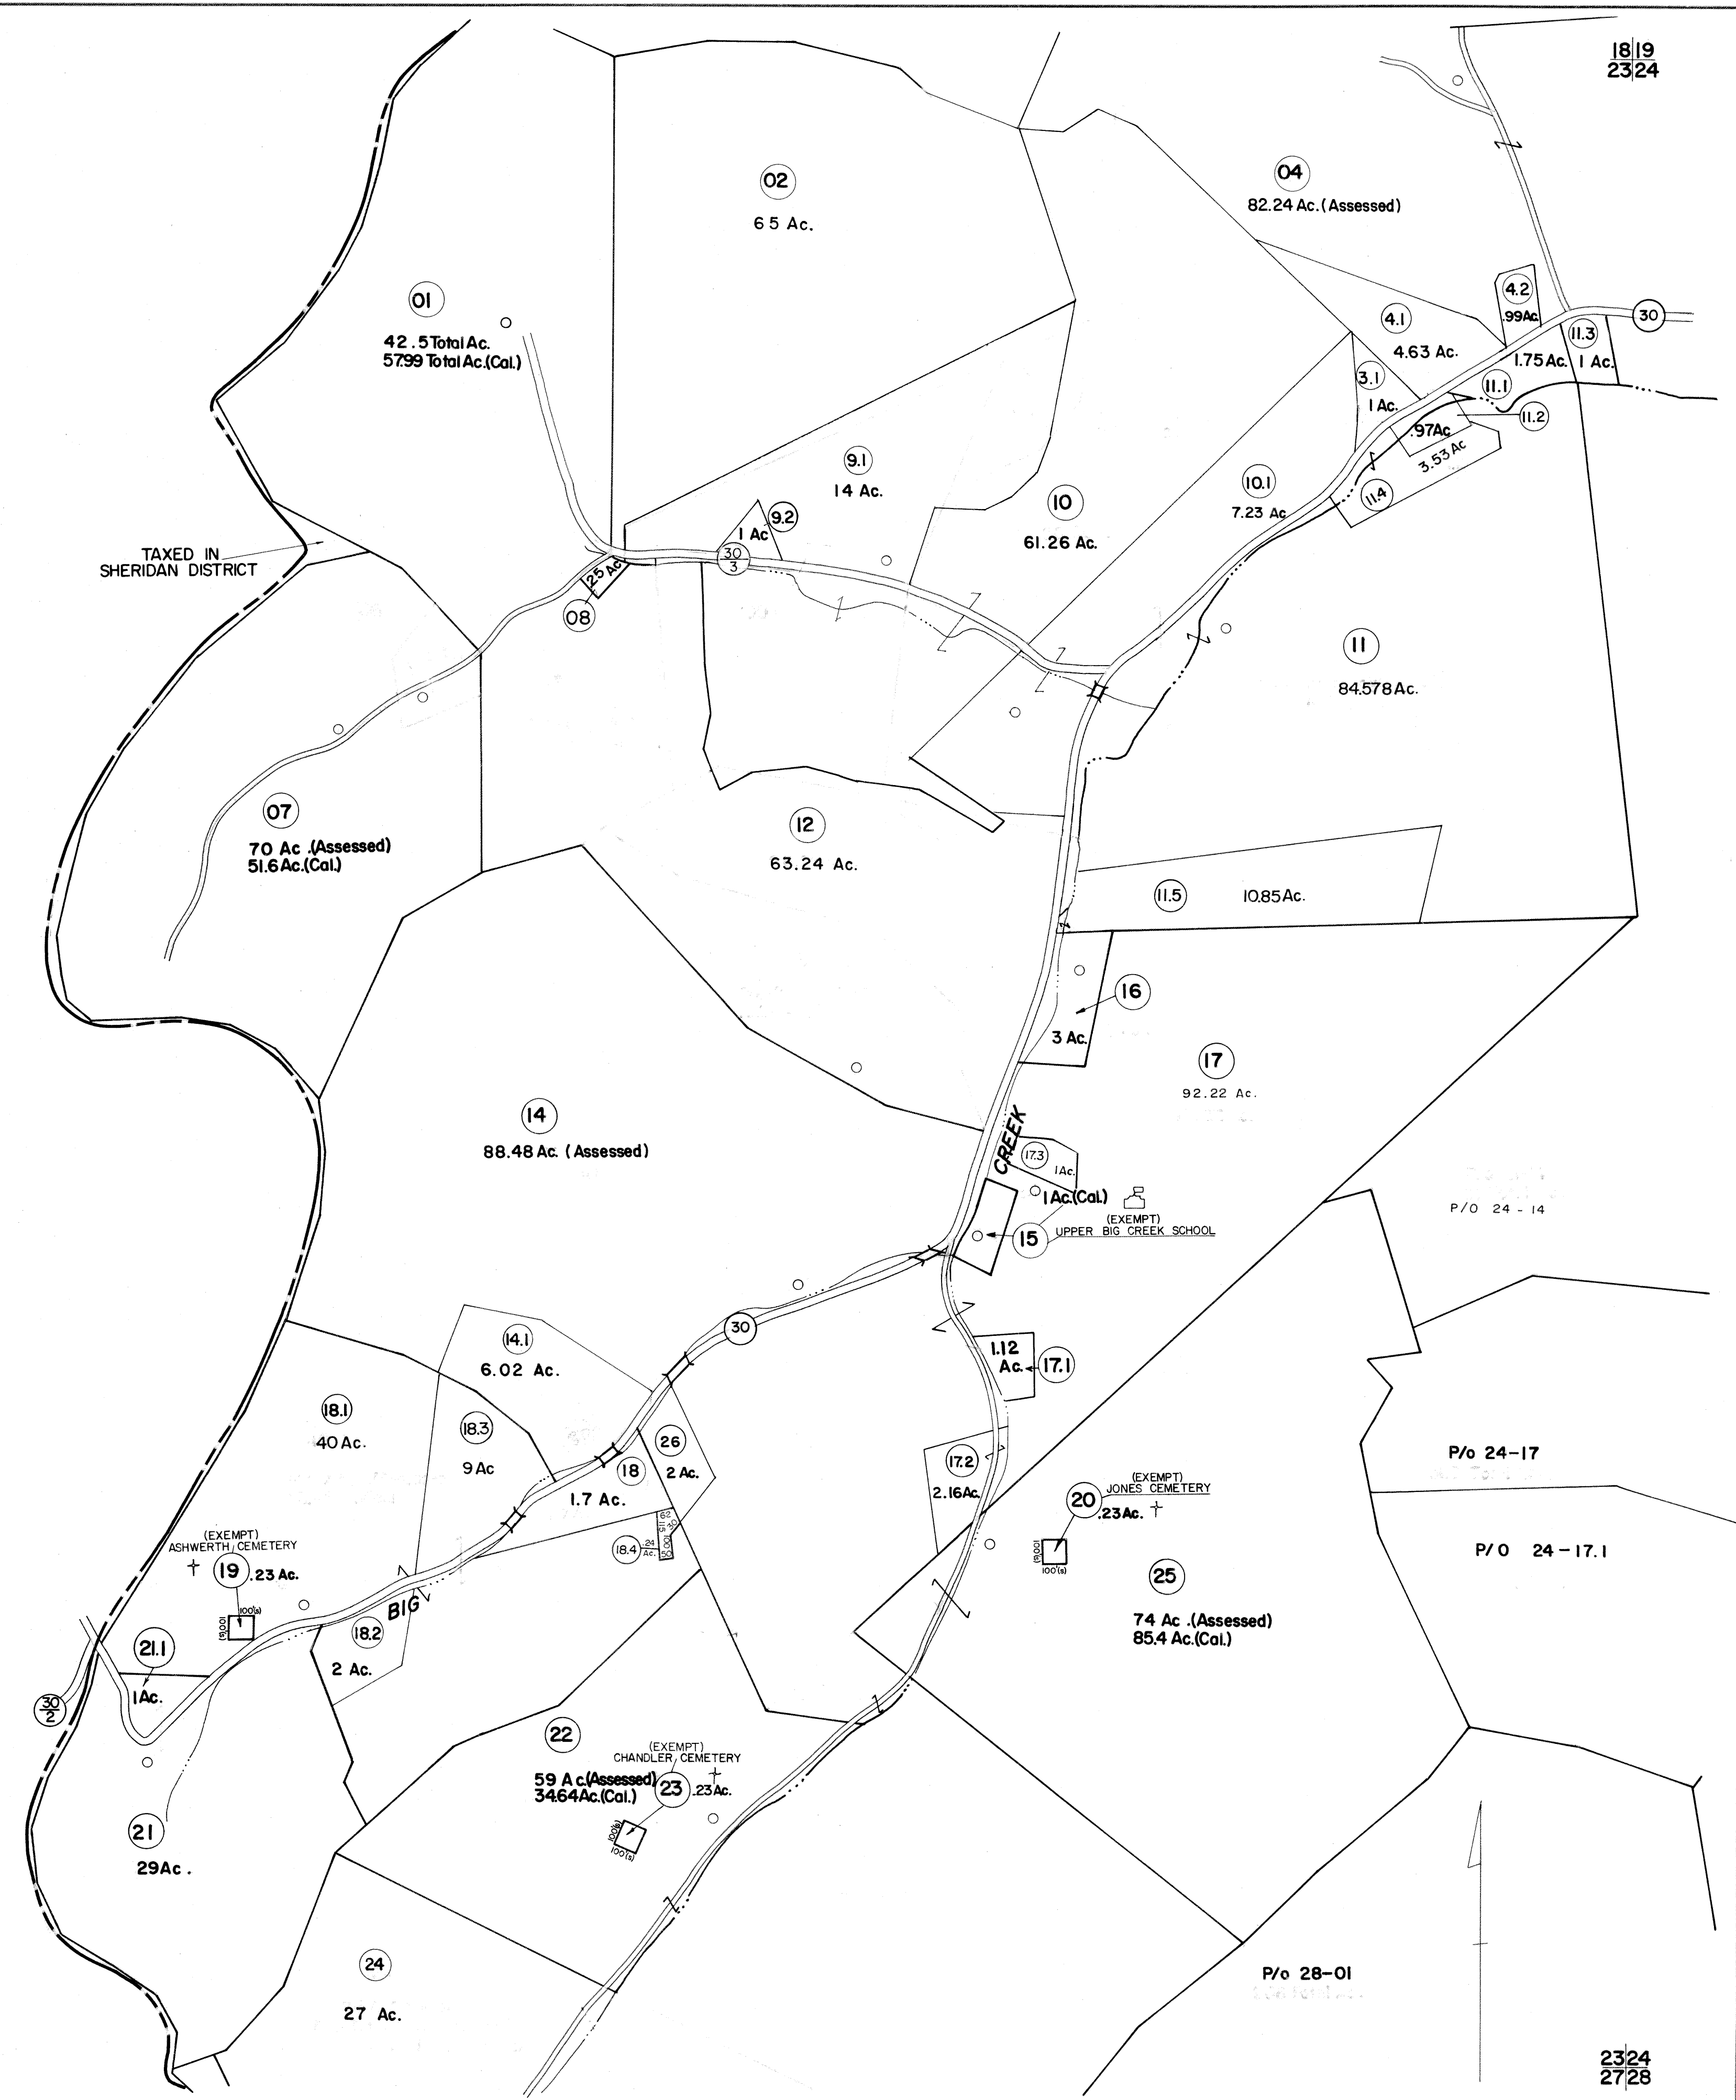 18 19
23 24
02
65 Ac.
04
82.24 Ac. (Assessed)
01
42.5 Total Ac.
57.99 Total Ac.(Cal.)
4.2
.99Ac.
30
4.1
4.63 Ac.
11.3
1.75 Ac.
1 Ac.
3.1
1 Ac.
11.1
11.2
.97Ac
3.53 Ac
11.4
9.1
14 Ac.
9.2
1 Ac
10
61.26 Ac.
10.1
7.23 Ac.
TAXED IN
SHERIDAN DISTRICT
30
3
.25 Ac.
08
11
84.578 Ac.
07
70 Ac .(Assessed)
51.6 Ac.(Cal.)
12
63.24 Ac.
11.5
10.85 Ac.
16
3 Ac.
17
92.22 Ac.
14
88.48 Ac. (Assessed)
CREEK
17.3
1 Ac.
1 Ac.(Cal.)
15
(EXEMPT)
UPPER BIG CREEK SCHOOL
P/O 24 - 14
30
14.1
6.02 Ac.
1.12
Ac.
17.1
18.1
40 Ac.
18.3
9 Ac
26
2 Ac.
18
1.7 Ac.
17.2
2.16 Ac.
P/o 24-17
(EXEMPT)
JONES CEMETERY
20
.23 Ac.
100'(s)
100'(s)
18.4
.24
Ac.
115
100
50
P/O 24-17.1
25
74 Ac .(Assessed)
85.4 Ac.(Cal.)
(EXEMPT)
ASHWERTH CEMETERY
19
.23 Ac.
100'(s)
100'(s)
BIG
18.2
2 Ac.
21.1
1 Ac.
30
2
22
59 Ac.(Assessed)
34.64 Ac.(Cal.)
(EXEMPT)
CHANDLER CEMETERY
23
.23 Ac.
100'(s)
100'(s)
21
29 Ac .
24
27 Ac.
P/o 28-01
23 24
27 28